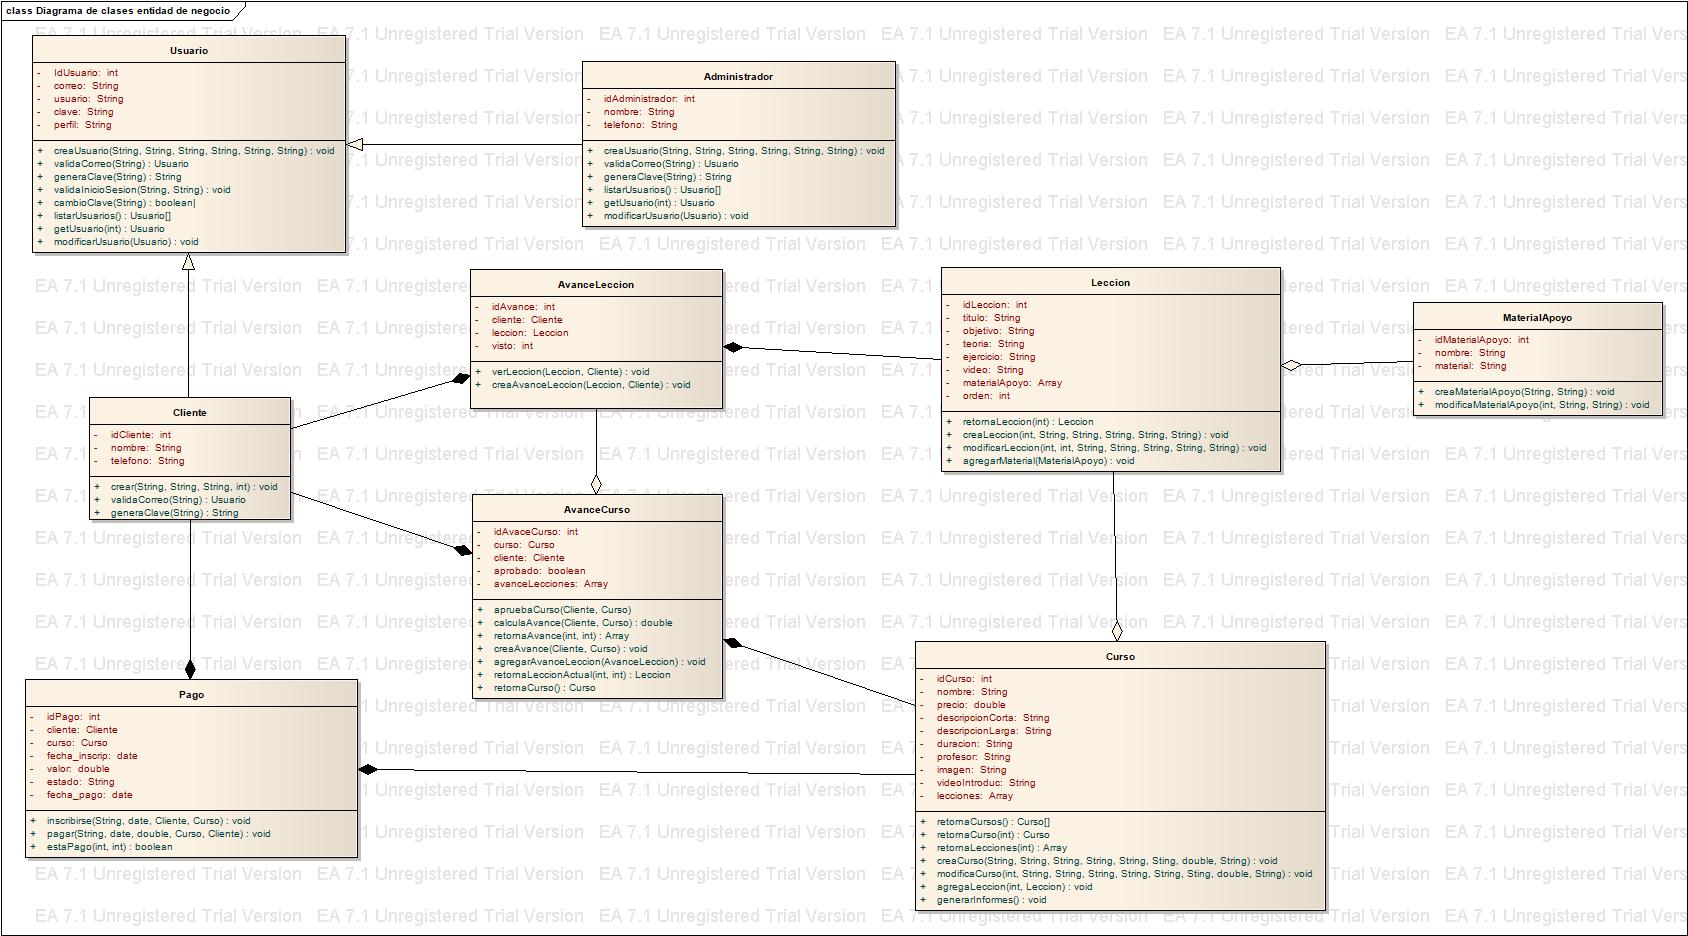 class Diagrama de clases entidad de negocio
EA 7.1 Unregistered Trial Version
Usuario
- IdUsuario: int
- correo: String
- usuario: String
- clave: String
- perfil: String
+ creaUsuario(String, String, String, String, String, String) : void
+ validaCorreo(String) : Usuario
+ generaClave(String) : String
+ validaInicioSesion(String, String) : void
+ cambioClave(String) : boolean|
+ listarUsuarios() : Usuario[]
+ getUsuario(int) : Usuario
+ modificarUsuario(Usuario) : void
Administrador
- idAdministrador: int
- nombre: String
- telefono: String
+ creaUsuario(String, String, String, String, String, String) : void
+ validaCorreo(String) : Usuario
+ generaClave(String) : String
+ listarUsuarios() : Usuario[]
+ getUsuario(int) : Usuario
+ modificarUsuario(Usuario) : void
AvanceLeccion
- idAvance: int
- cliente: Cliente
- leccion: Leccion
- visto: int
+ verLeccion(Leccion, Cliente) : void
+ creaAvanceLeccion(Leccion, Cliente) : void
Leccion
- idLeccion: int
- titulo: String
- objetivo: String
- teoria: String
- ejercicio: String
- video: String
- materialApoyo: Array
- orden: int
+ retornaLeccion(int) : Leccion
+ creaLeccion(int, String, String, String, String, String) : void
+ modificarLeccion(int, int, String, String, String, String, String) : void
+ agregarMaterial(MaterialApoyo) : void
MaterialApoyo
- idMaterialApoyo: int
- nombre: String
- material: String
+ creaMaterialApoyo(String, String) : void
+ modificaMaterialApoyo(int, String, String) : void
Cliente
- idCliente: int
- nombre: String
- telefono: String
+ crear(String, String, String, int) : void
+ validaCorreo(String) : Usuario
+ generaClave(String) : String
AvanceCurso
- idAvaceCurso: int
- curso: Curso
- cliente: Cliente
- aprobado: boolean
- avanceLecciones: Array
+ apruebaCurso(Cliente, Curso)
+ calculaAvance(Cliente, Curso) : double
+ retornaAvance(int, int) : Array
+ creaAvance(Cliente, Curso) : void
+ agregarAvanceLeccion(AvanceLeccion) : void
+ retornaLeccionActual(int, int) : Leccion
+ retornaCurso() : Curso
Pago
- idPago: int
- cliente: Cliente
- curso: Curso
- fecha_inscrip: date
- valor: double
- estado: String
- fecha_pago: date
+ inscribirse(String, date, Cliente, Curso) : void
+ pagar(String, date, double, Curso, Cliente) : void
+ estaPago(int, int) : boolean
Curso
- idCurso: int
- nombre: String
- precio: double
- descripcionCorta: String
- descripcionLarga: String
- duracion: String
- profesor: String
- imagen: String
- videoIntroduc: String
- lecciones: Array
+ retornaCursos() : Curso[]
+ retornaCurso(int) : Curso
+ retornaLecciones(int) : Array
+ creaCurso(String, String, String, String, String, Sting, double, String) : void
+ modificaCurso(int, String, String, String, String, String, Sting, double, String) : void
+ agregaLeccion(int, Leccion) : void
+ generarInformes() : void